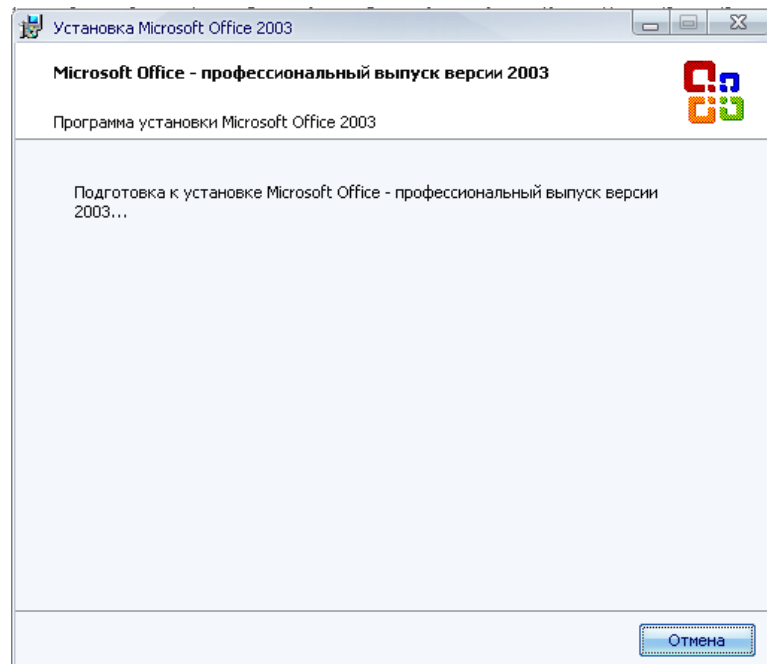 Установка Microsoft Office 2003
Microsoft Office - профессиональный выпуск версии 2003
Программа установки Microsoft Office 2003
Подготовка к установке Microsoft Office - профессиональный выпуск версии
2003...
Отмена